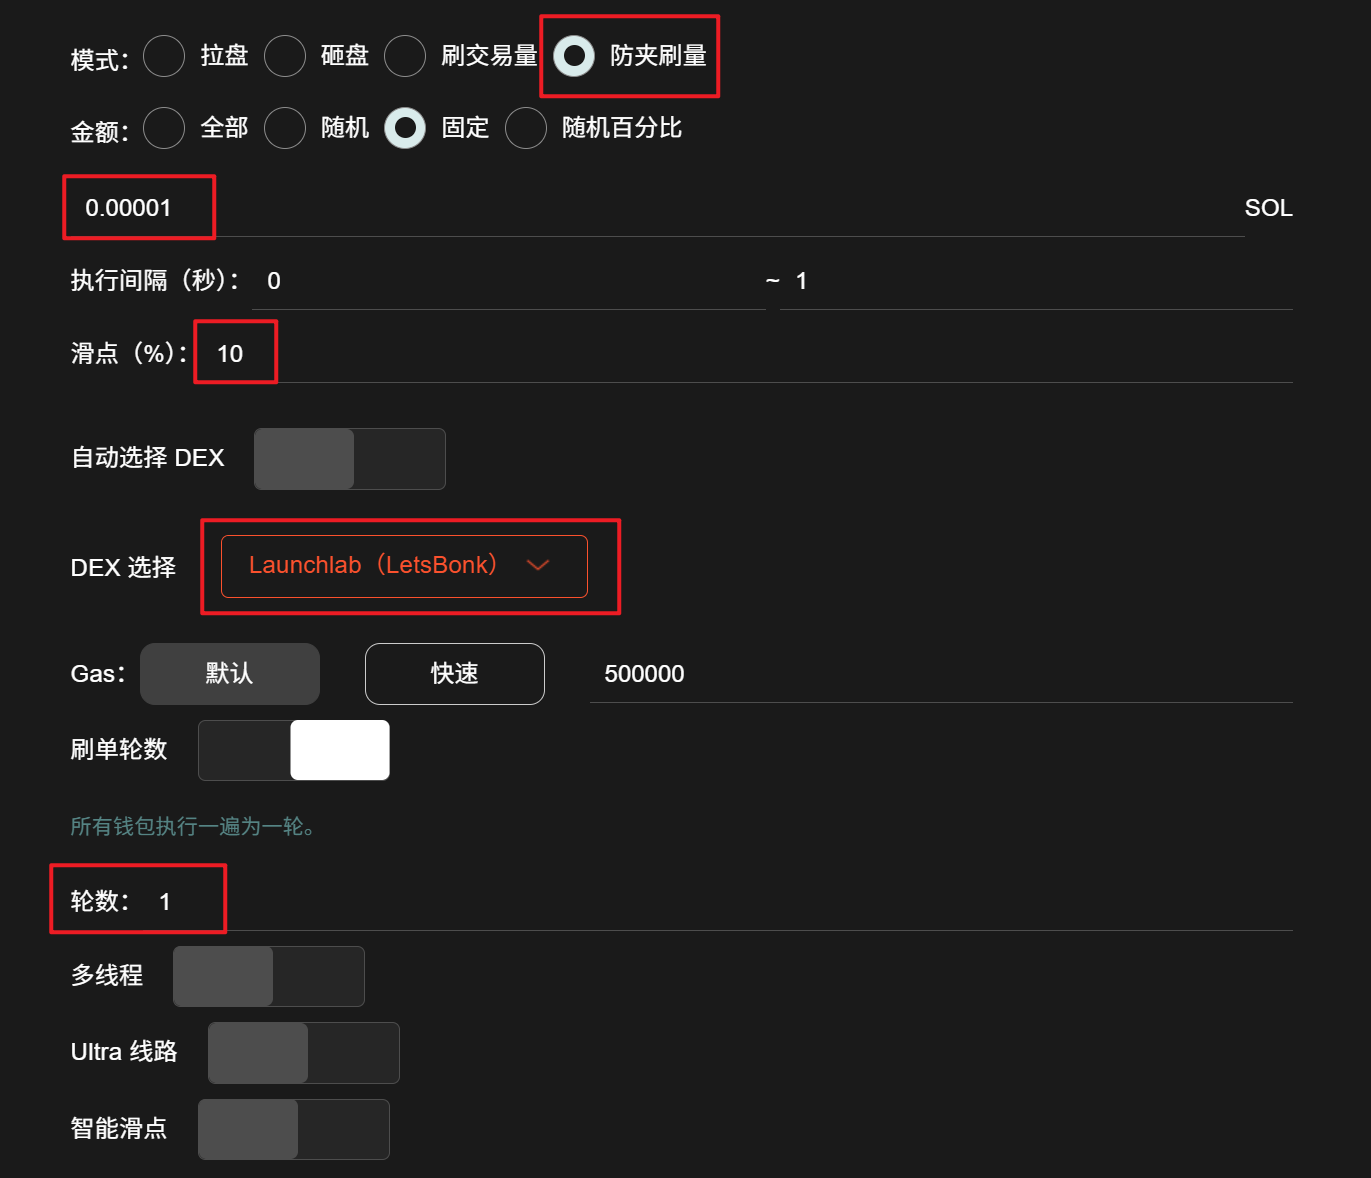 模式： 拉盘 砸盘 刷交易量 防夹刷量
金额： 全部 随机 固定 随机百分比
0.00001 SOL
执行间隔（秒）： 0 ~ 1
滑点（%）： 10
自动选择 DEX
DEX 选择 Launchlab（LetsBonk）
Gas： 默认 快速 500000
刷单轮数
所有钱包执行一遍为一轮。
轮数： 1
多线程
Ultra 线路
智能滑点